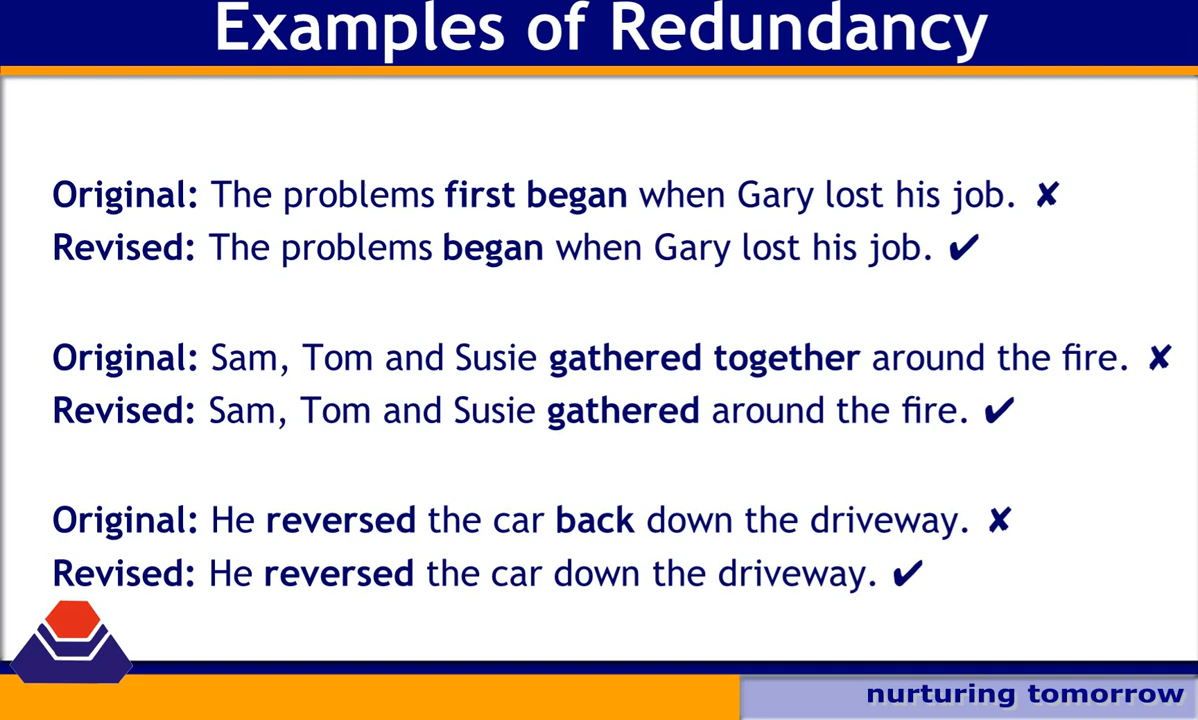 Examples of Redundancy
Original: The problems first began when Gary lost his job. ✘
Revised: The problems began when Gary lost his job. ✔
Original: Sam, Tom and Susie gathered together around the fire. ✘
Revised: Sam, Tom and Susie gathered around the fire. ✔
Original: He reversed the car back down the driveway. ✘
Revised: He reversed the car down the driveway. ✔
nurturing tomorrow